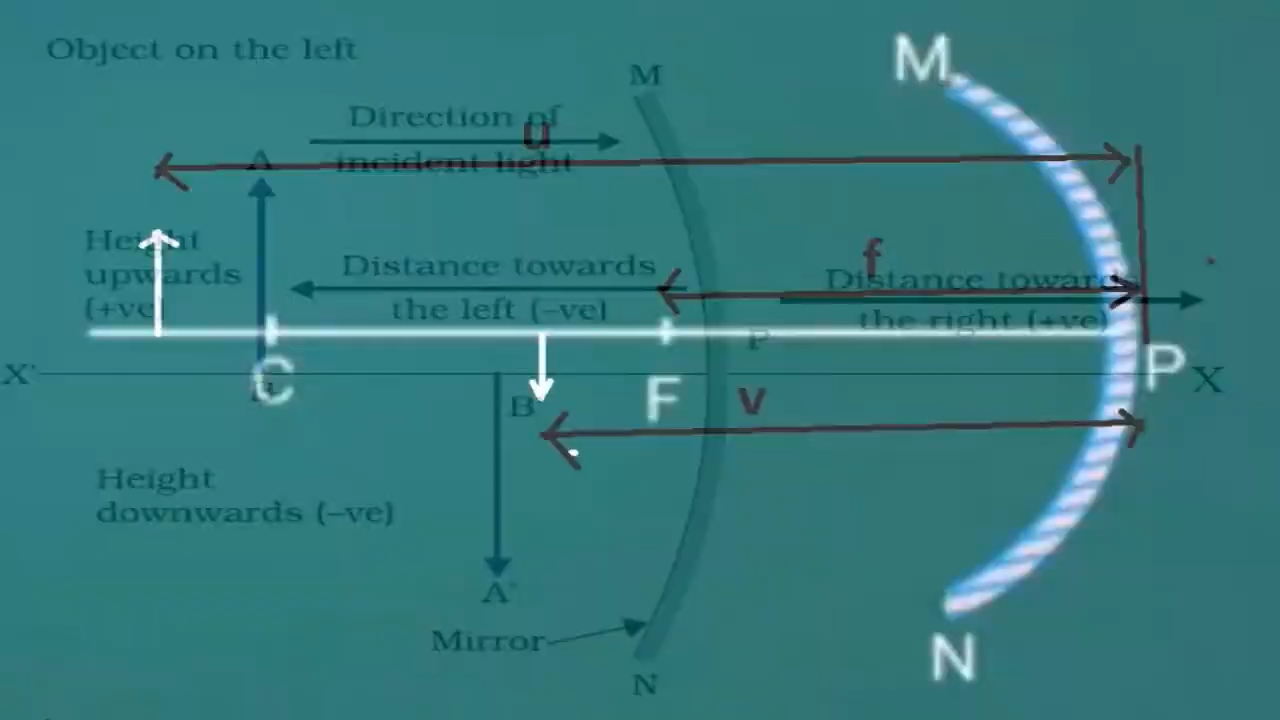 Object on the left
M
M
Direction of
u
incident light
A
Height
upwards
(+ve)
Distance towards
the left (–ve)
f
Distance towards
the right (+ve)
P
X'
C
B
F
v
P
X
Height
downwards (–ve)
A'
Mirror
N
N